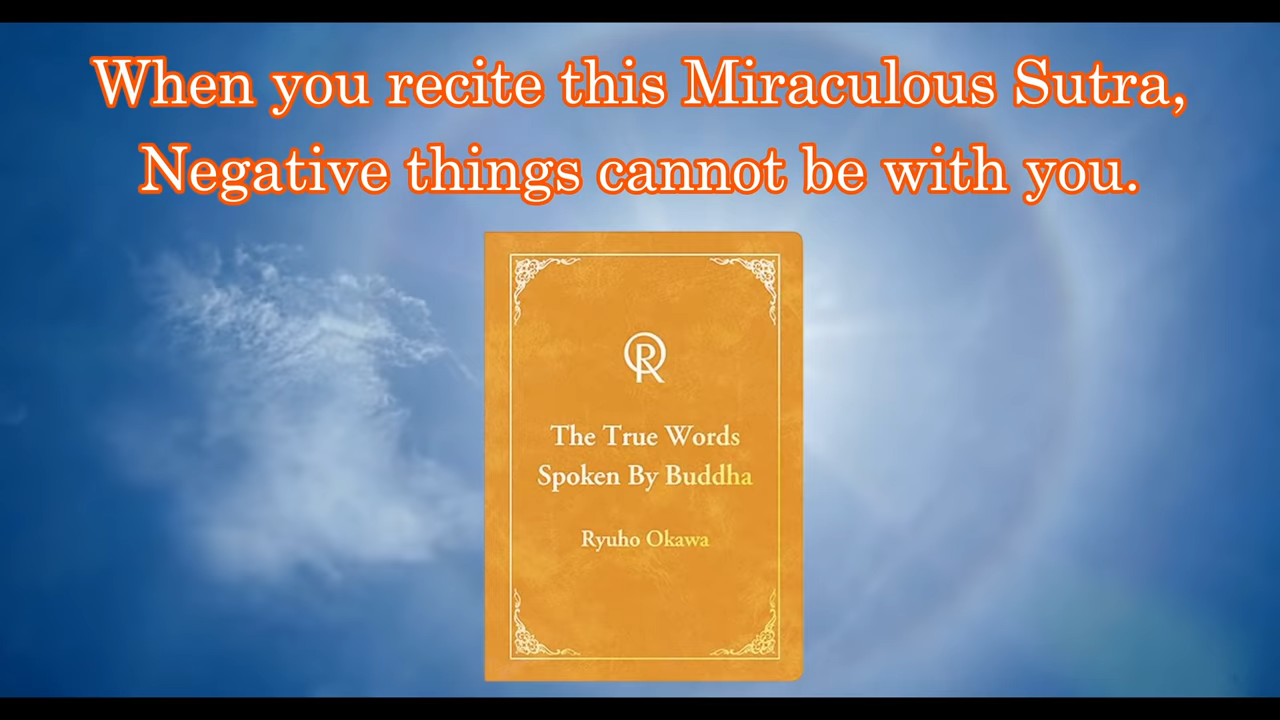 When you recite this Miraculous Sutra,
Negative things cannot be with you.
R
The True Words
Spoken By Buddha
Ryuho Okawa